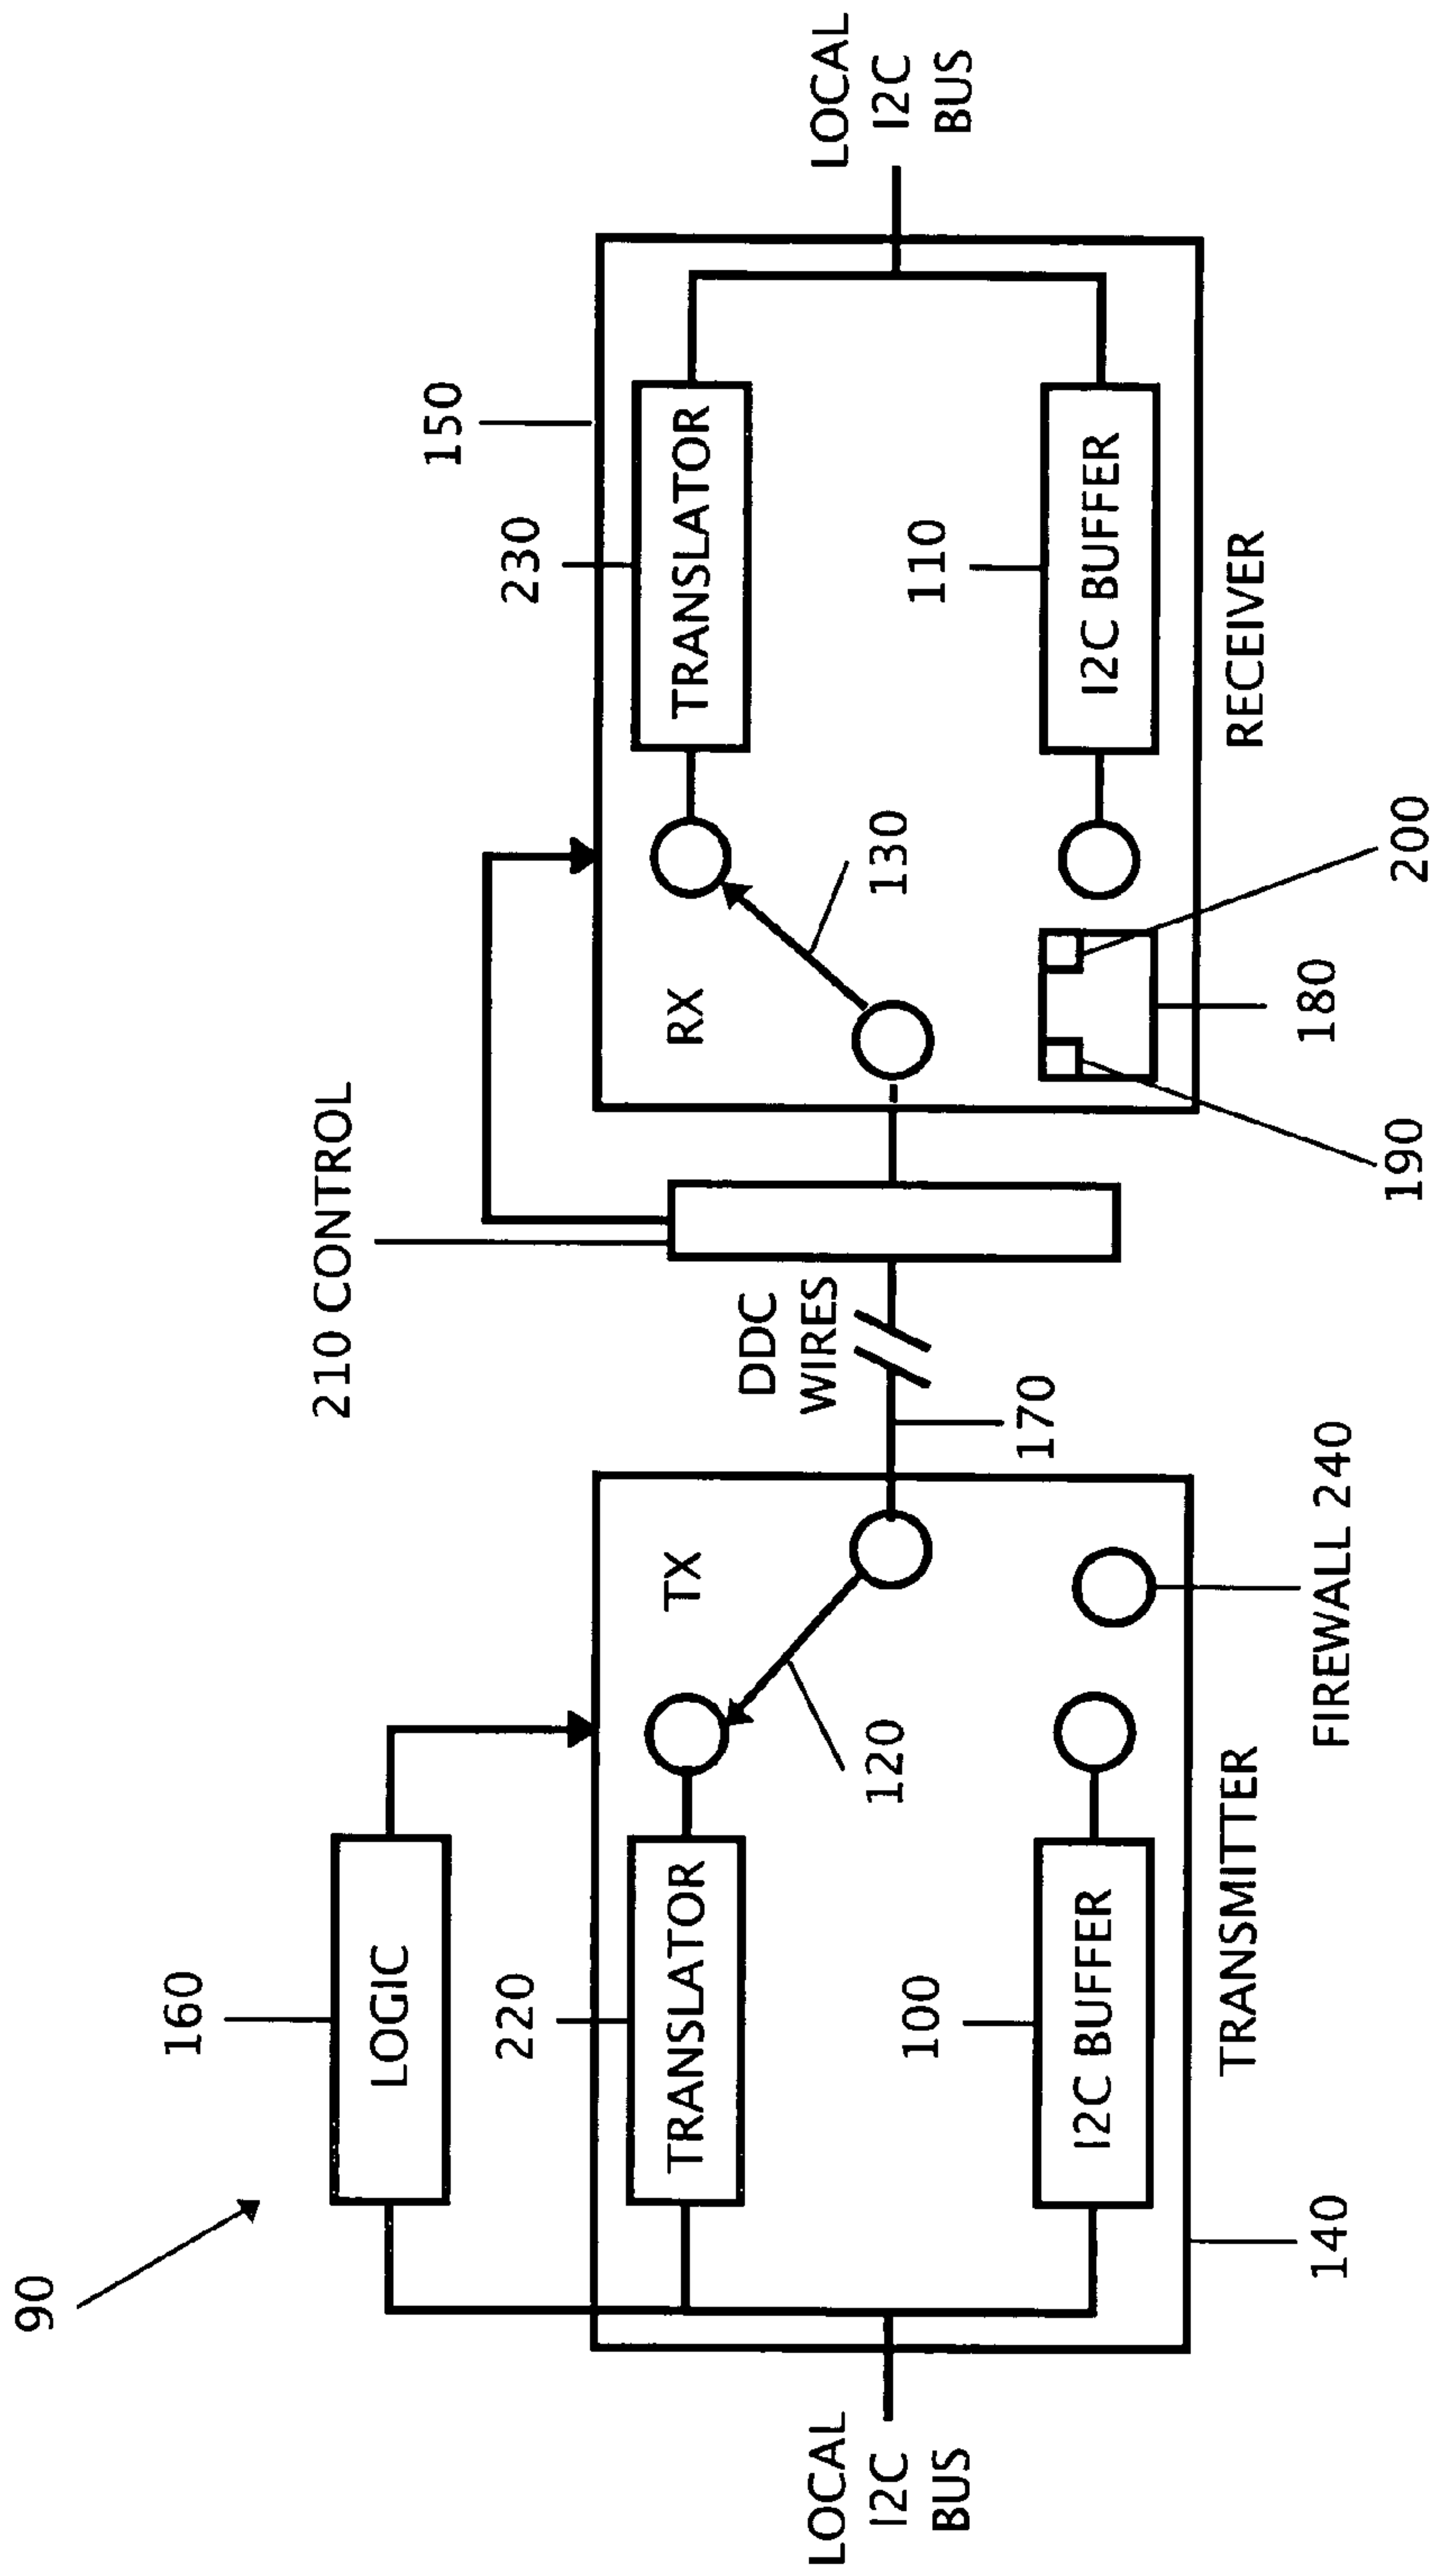 90
160
LOGIC
210 CONTROL
150
220
TRANSLATOR
TX
DDC
WIRES
RX
230
TRANSLATOR
LOCAL
I2C
BUS
120
170
130
LOCAL
I2C
BUS
100
I2C BUFFER
110
I2C BUFFER
140
TRANSMITTER
FIREWALL 240
190
180
200
RECEIVER